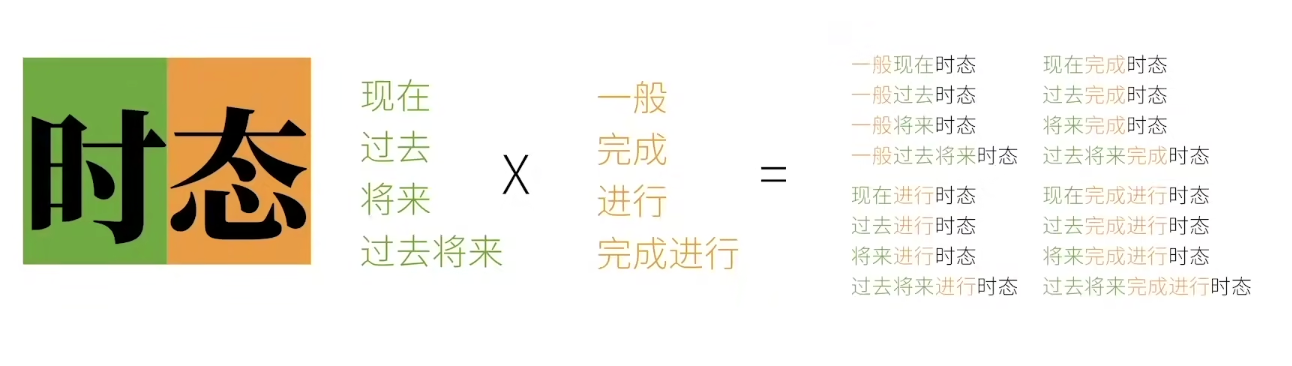 时态
现在
过去
将来
过去将来
X
一般
完成
进行
完成进行
=
一般现在时态
一般过去时态
一般将来时态
一般过去将来时态
现在完成时态
过去完成时态
将来完成时态
过去将来完成时态
现在进行时态
过去进行时态
将来进行时态
过去将来进行时态
现在完成进行时态
过去完成进行时态
将来完成进行时态
过去将来完成进行时态